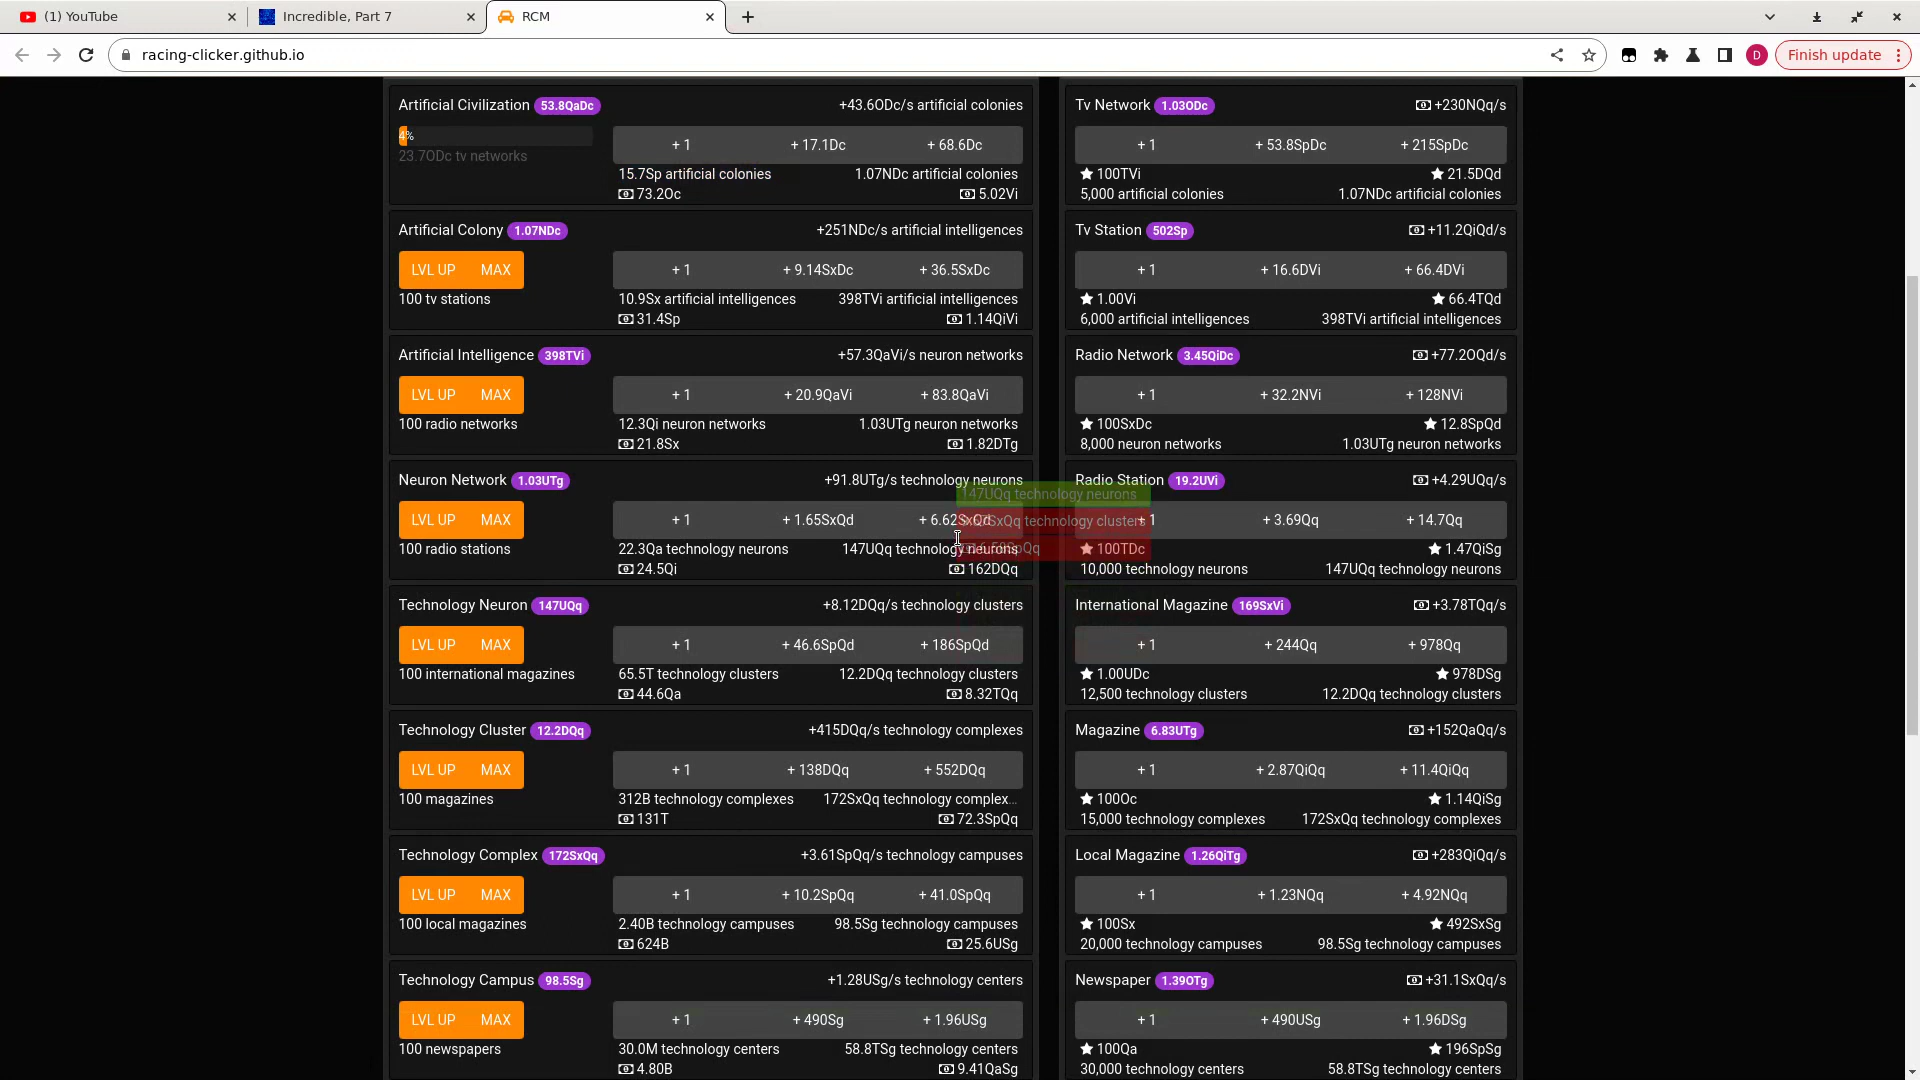 (1) YouTube
Incredible, Part 7
RCM
racing-clicker.github.io
D
Finish update
Artificial Civilization 53.8QaDc
+43.6ODc/s artificial colonies
4%
23.7ODc tv networks
+ 1
+ 17.1Dc
+ 68.6Dc
15.7Sp artificial colonies
1.07NDc artificial colonies
73.2Oc
5.02Vi
Tv Network 1.03ODc
+230NQq/s
+ 1
+ 53.8SpDc
+ 215SpDc
100TVi
21.5DQd
5,000 artificial colonies
1.07NDc artificial colonies
Artificial Colony 1.07NDc
+251NDc/s artificial intelligences
LVL UP MAX
100 tv stations
+ 1
+ 9.14SxDc
+ 36.5SxDc
10.9Sx artificial intelligences
398TVi artificial intelligences
31.4Sp
1.14QiVi
Tv Station 502Sp
+11.2QiQd/s
+ 1
+ 16.6DVi
+ 66.4DVi
1.00Vi
66.4TQd
6,000 artificial intelligences
398TVi artificial intelligences
Artificial Intelligence 398TVi
+57.3QaVi/s neuron networks
LVL UP MAX
100 radio networks
+ 1
+ 20.9QaVi
+ 83.8QaVi
12.3Qi neuron networks
1.03UTg neuron networks
21.8Sx
1.82DTg
Radio Network 3.45QiDc
+77.2OQd/s
+ 1
+ 32.2NVi
+ 128NVi
100SxDc
12.8SpQd
8,000 neuron networks
1.03UTg neuron networks
Neuron Network 1.03UTg
+91.8UTg/s technology neurons
LVL UP MAX
100 radio stations
+ 1
+ 1.65SxQd
+ 6.62SxQd
22.3Qa technology neurons
147UQq technology neurons
24.5Qi
162DQq
147UQq technology neurons
technology clusters
Radio Station 19.2UVi
+4.29UQq/s
+ 1
+ 3.69Qq
+ 14.7Qq
100TDc
1.47QiSg
10,000 technology neurons
147UQq technology neurons
Technology Neuron 147UQq
+8.12DQq/s technology clusters
LVL UP MAX
100 international magazines
+ 1
+ 46.6SpQd
+ 186SpQd
65.5T technology clusters
12.2DQq technology clusters
44.6Qa
8.32TQq
International Magazine 169SxVi
+3.78TQq/s
+ 1
+ 244Qq
+ 978Qq
1.00UDc
978DSg
12,500 technology clusters
12.2DQq technology clusters
Technology Cluster 12.2DQq
+415DQq/s technology complexes
LVL UP MAX
100 magazines
+ 1
+ 138DQq
+ 552DQq
312B technology complexes
172SxQq technology complex...
131T
72.3SpQq
Magazine 6.83UTg
+152QaQq/s
+ 1
+ 2.87QiQq
+ 11.4QiQq
100Oc
1.14QiSg
15,000 technology complexes
172SxQq technology complexes
Technology Complex 172SxQq
+3.61SpQq/s technology campuses
LVL UP MAX
100 local magazines
+ 1
+ 10.2SpQq
+ 41.0SpQq
2.40B technology campuses
98.5Sg technology campuses
624B
25.6USg
Local Magazine 1.26QiTg
+283QiQq/s
+ 1
+ 1.23NQq
+ 4.92NQq
100Sx
492SxSg
20,000 technology campuses
98.5Sg technology campuses
Technology Campus 98.5Sg
+1.28USg/s technology centers
LVL UP MAX
100 newspapers
+ 1
+ 490Sg
+ 1.96USg
30.0M technology centers
58.8TSg technology centers
4.80B
9.41QaSg
Newspaper 1.39OTg
+31.1SxQq/s
+ 1
+ 490USg
+ 1.96DSg
100Qa
196SpSg
30,000 technology centers
58.8TSg technology centers